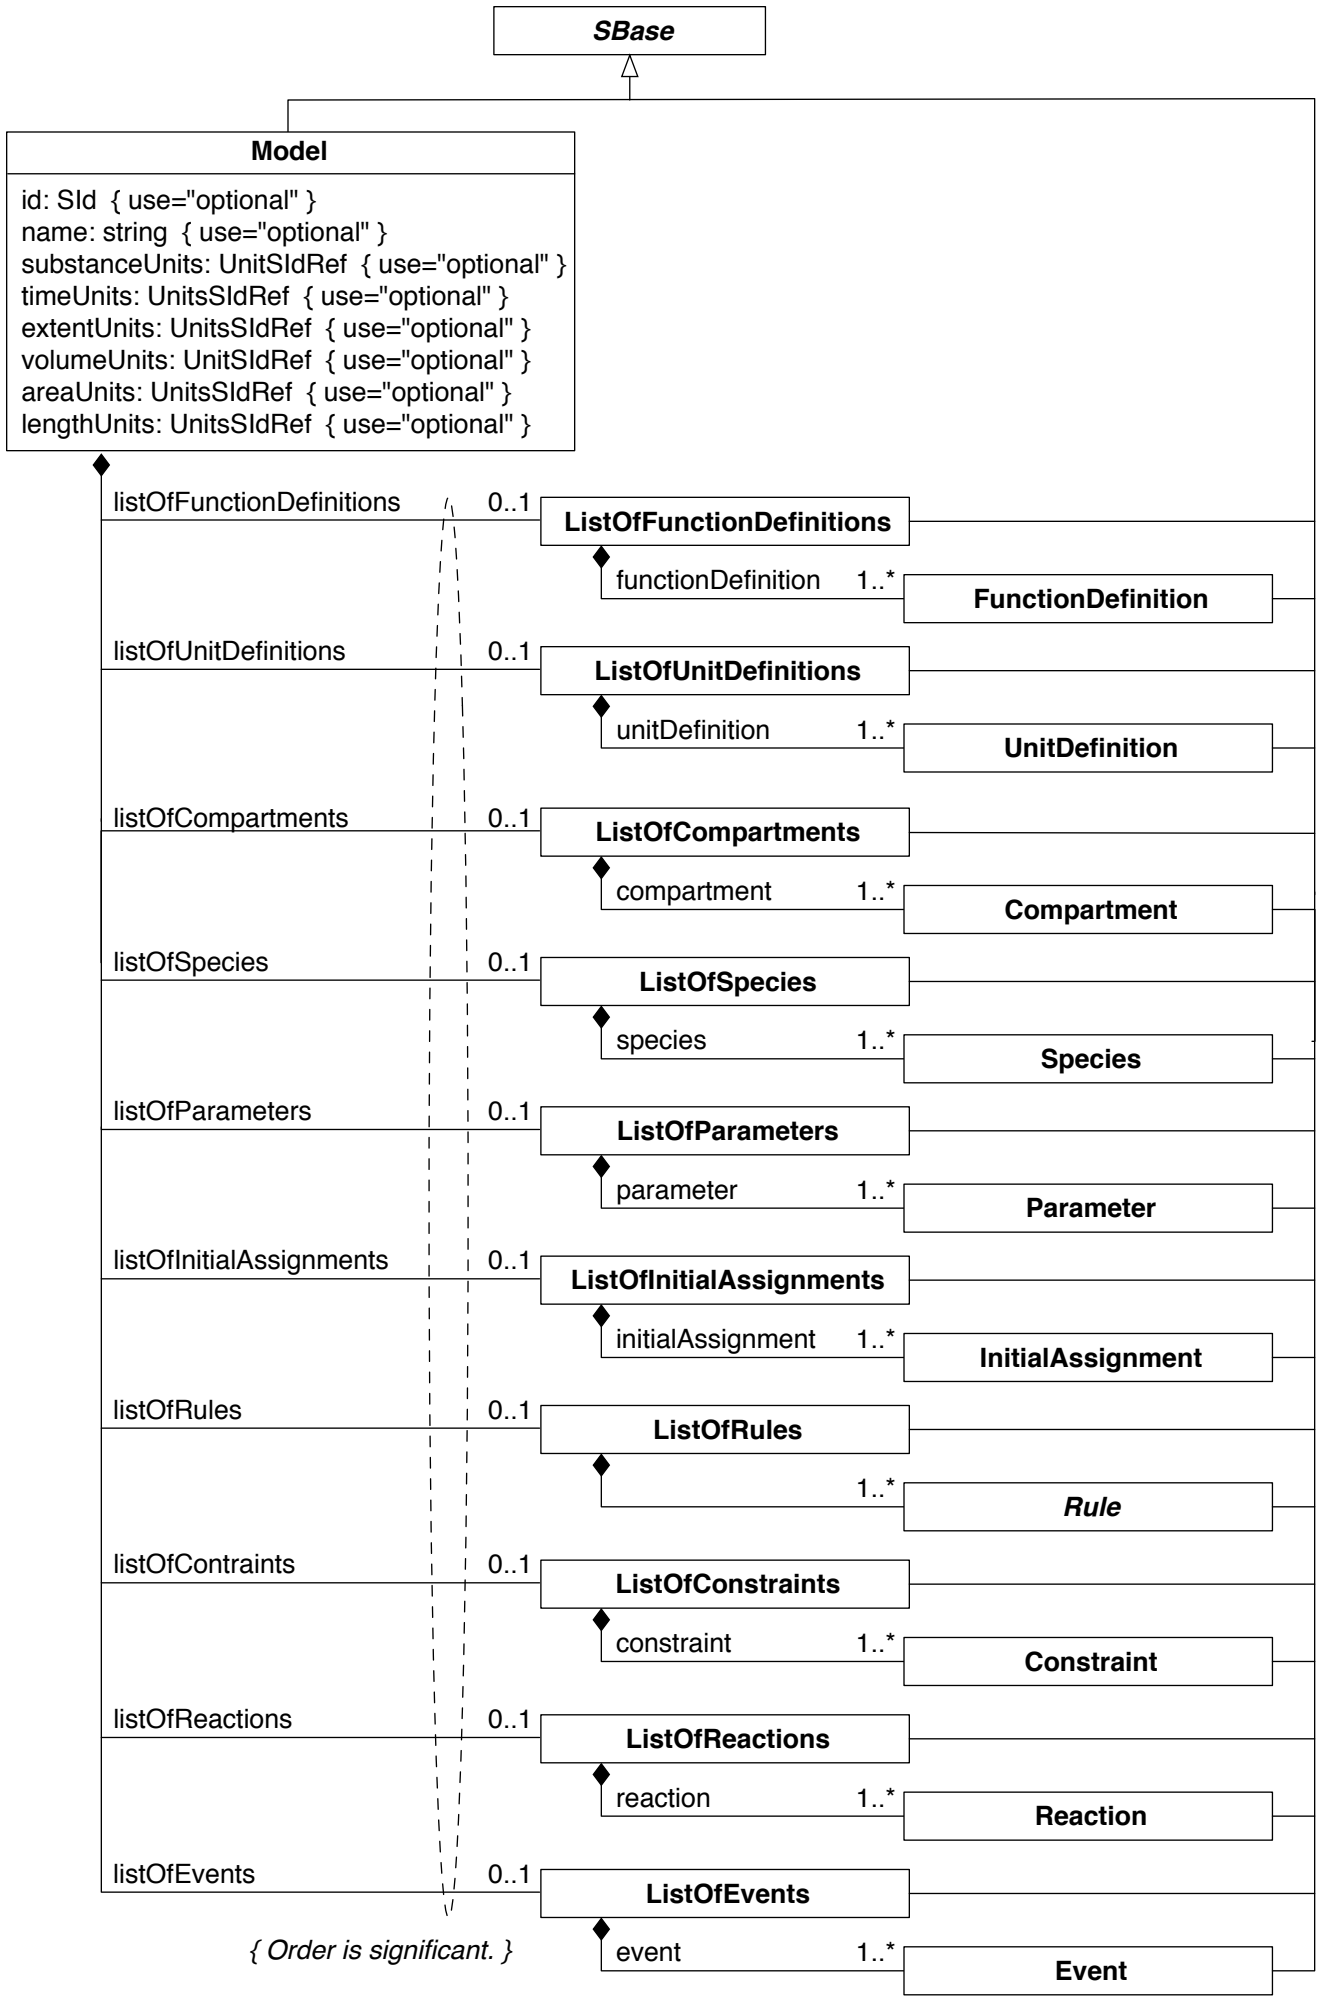 SBase
Model
id: SId { use="optional" }
name: string { use="optional" }
substanceUnits: UnitSIdRef { use="optional" }
timeUnits: UnitsSIdRef { use="optional" }
extentUnits: UnitsSIdRef { use="optional" }
volumeUnits: UnitSIdRef { use="optional" }
areaUnits: UnitsSIdRef { use="optional" }
lengthUnits: UnitsSIdRef { use="optional" }
listOfFunctionDefinitions 0..1 ListOfFunctionDefinitions
functionDefinition 1..* FunctionDefinition
listOfUnitDefinitions 0..1 ListOfUnitDefinitions
unitDefinition 1..* UnitDefinition
listOfCompartments 0..1 ListOfCompartments
compartment 1..* Compartment
listOfSpecies 0..1 ListOfSpecies
species 1..* Species
listOfParameters 0..1 ListOfParameters
parameter 1..* Parameter
listOfInitialAssignments 0..1 ListOfInitialAssignments
initialAssignment 1..* InitialAssignment
listOfRules 0..1 ListOfRules
1..* Rule
listOfContraints 0..1 ListOfConstraints
constraint 1..* Constraint
listOfReactions 0..1 ListOfReactions
reaction 1..* Reaction
listOfEvents 0..1 ListOfEvents
{ Order is significant. }
event 1..* Event